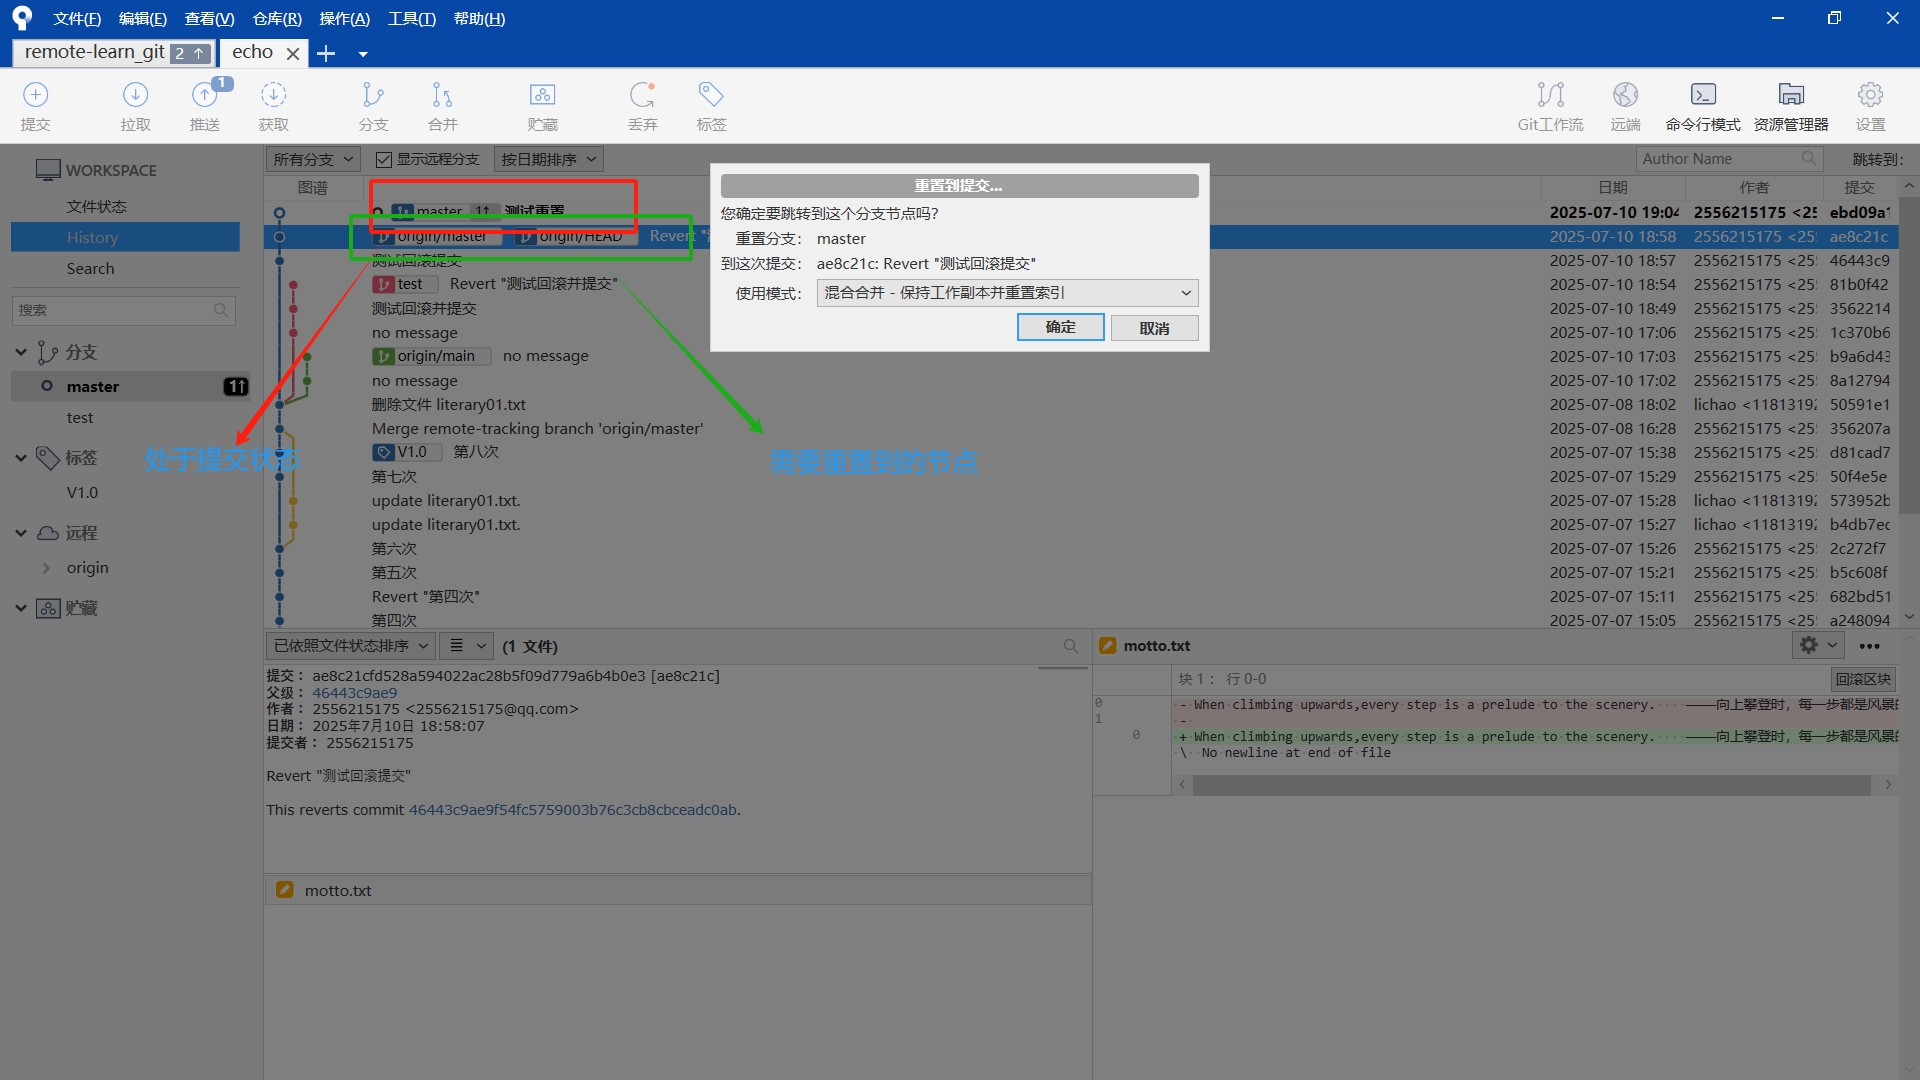 文件(F) 编辑(E) 查看(V) 仓库(R) 操作(A) 工具(T) 帮助(H)
remote-learn_git 2 ↑ echo
1
提交 拉取 推送 获取 分支 合并 贮藏 丢弃 标签 Git工作流 远端 命令行模式 资源管理器 设置
WORKSPACE
文件状态
History
Search
搜索
分支
master 1↑
test
标签
V1.0
远程
origin
贮藏
所有分支 显示远程分支 按日期排序 Author Name 跳转到:
图谱 日期 作者 提交
master 1↑ 测试重置 2025-07-10 19:04 2556215175 <25 ebd09a1
origin/master origin/HEAD Revert 2025-07-10 18:58 2556215175 <25 ae8c21c
测试回滚提交 2025-07-10 18:57 2556215175 <25 46443c9
test Revert "测试回滚并提交" 2025-07-10 18:54 2556215175 <25 81b0f42
测试回滚并提交 2025-07-10 18:49 2556215175 <25 3562214
no message 2025-07-10 17:06 2556215175 <25 1c370b6
origin/main no message 2025-07-10 17:03 2556215175 <25 b9a6d43
no message 2025-07-10 17:02 2556215175 <25 8a12794
删除文件 literary01.txt 2025-07-08 18:02 lichao <11813192 50591e1
Merge remote-tracking branch 'origin/master' 2025-07-08 16:28 2556215175 <25 356207a
V1.0 第八次 2025-07-07 15:38 2556215175 <25 d81cad7
第七次 2025-07-07 15:29 2556215175 <25 50f4e5e
update literary01.txt. 2025-07-07 15:28 lichao <11813192 573952b
update literary01.txt. 2025-07-07 15:27 lichao <11813192 b4db7ec
第六次 2025-07-07 15:26 2556215175 <25 2c272f7
第五次 2025-07-07 15:21 2556215175 <25 b5c608f
Revert "第四次" 2025-07-07 15:11 2556215175 <25 682bd51
第四次 2025-07-07 15:05 2556215175 <25 a248094
处于提交状态
需要重置到的节点
重置到提交...
您确定要跳转到这个分支节点吗?
重置分支: master
到这次提交: ae8c21c: Revert "测试回滚提交"
使用模式: 混合合并 - 保持工作副本并重置索引
确定 取消
已依照文件状态排序 (1 文件)
提交: ae8c21cfd528a594022ac28b5f09d779a6b4b0e3 [ae8c21c]
父级: 46443c9ae9
作者: 2556215175 <2556215175@qq.com>
日期: 2025年7月10日 18:58:07
提交者: 2556215175
Revert "测试回滚提交"
This reverts commit 46443c9ae9f54fc5759003b76c3cb8cbceadc0ab.
motto.txt
motto.txt
块 1: 行 0-0 回滚区块
0 - When climbing upwards,every step is a prelude to the scenery. ——向上攀登时，每一步都是风景的
1 -
0 + When climbing upwards,every step is a prelude to the scenery. ——向上攀登时，每一步都是风景的
\ No newline at end of file